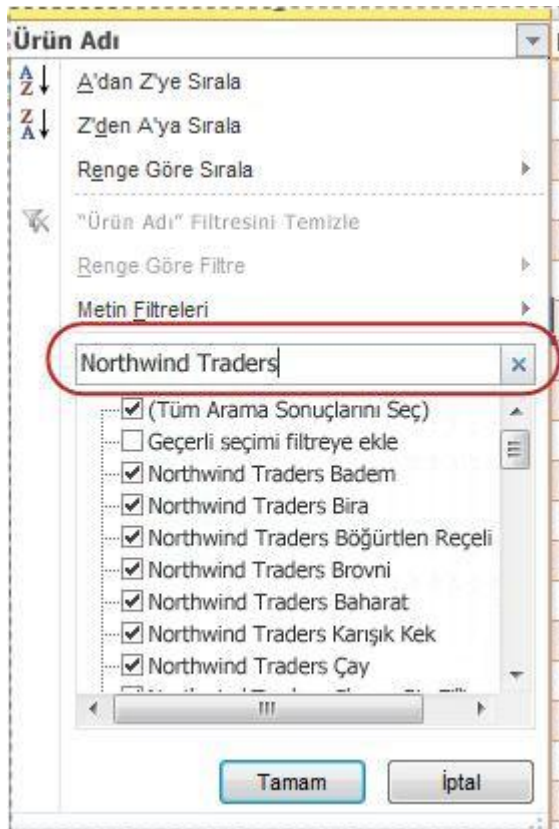 Ürün Adı
A'dan Z'ye Sırala
Z'den A'ya Sırala
Renge Göre Sırala
"Ürün Adı" Filtresini Temizle
Renge Göre Filtre
Metin Filtreleri
Northwind Traders
(Tüm Arama Sonuçlarını Seç)
Geçerli seçimi filtreye ekle
Northwind Traders Badem
Northwind Traders Bira
Northwind Traders Böğürtlen Reçeli
Northwind Traders Brovni
Northwind Traders Baharat
Northwind Traders Karışık Kek
Northwind Traders Çay
Tamam İptal